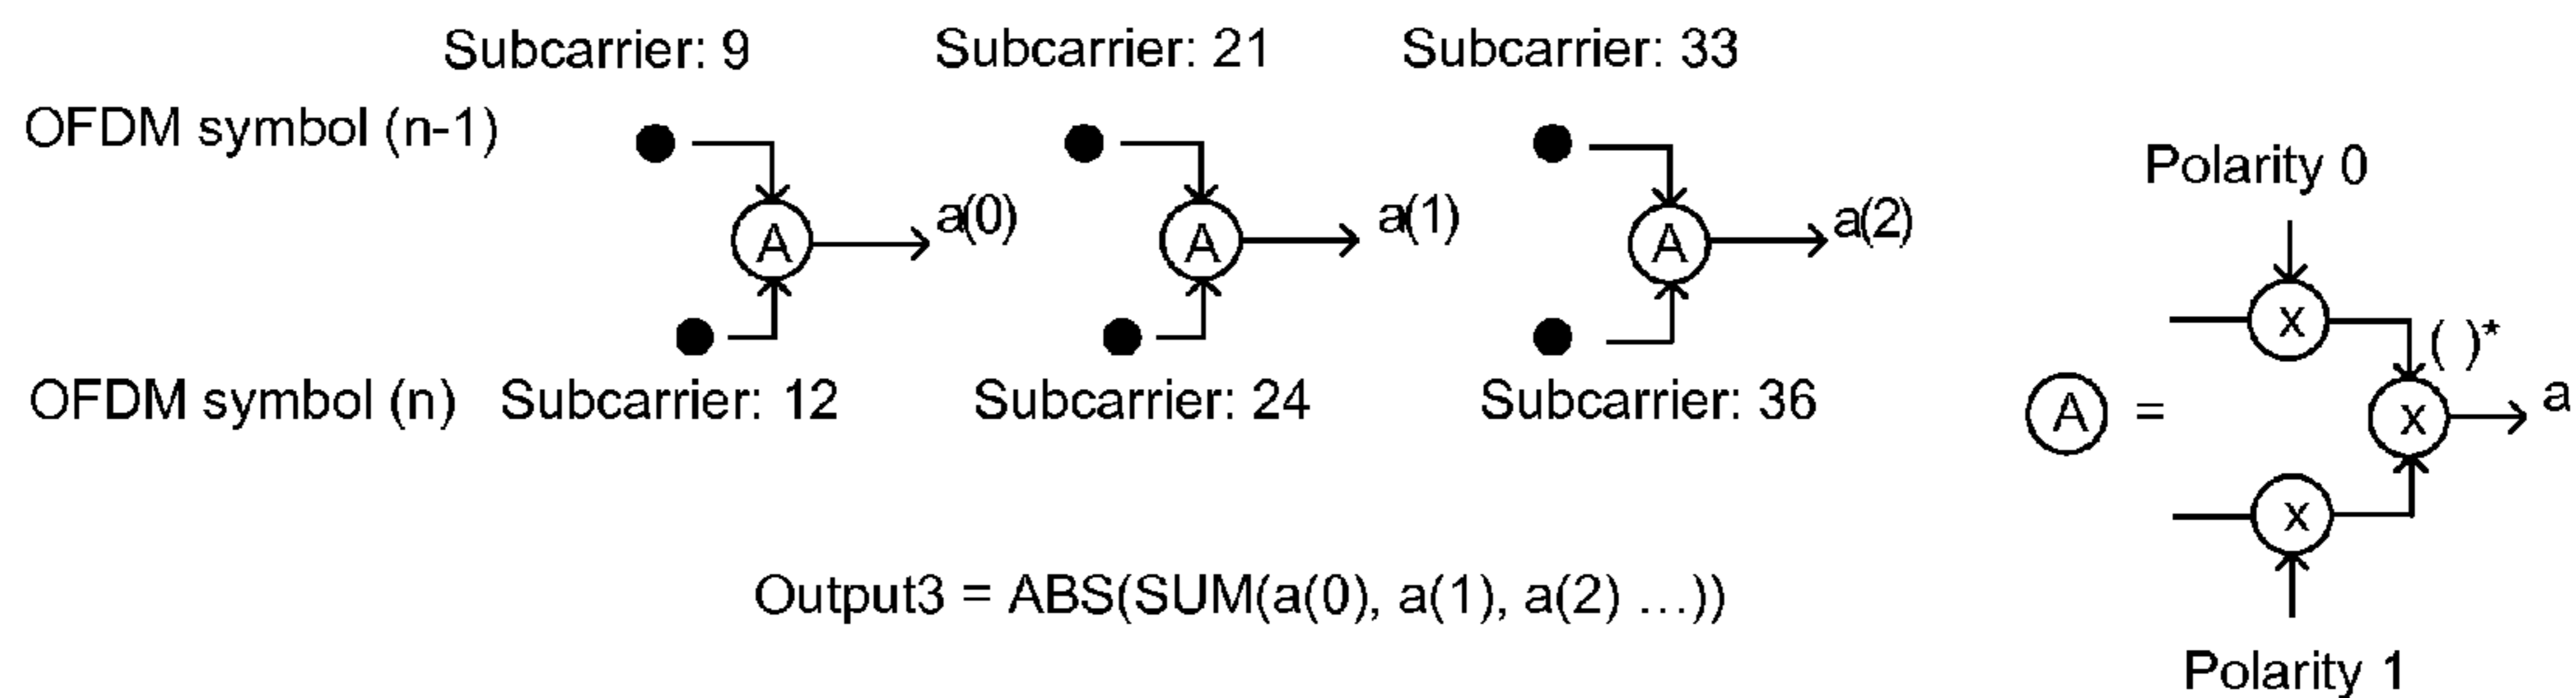 Subcarrier: 9 Subcarrier: 21 Subcarrier: 33
OFDM symbol (n-1)
Polarity 0
a(0) a(1) a(2)
A A A
x ( )*
OFDM symbol (n) Subcarrier: 12 Subcarrier: 24 Subcarrier: 36
A = x a
x
Output3 = ABS(SUM(a(0), a(1), a(2) ...))
Polarity 1